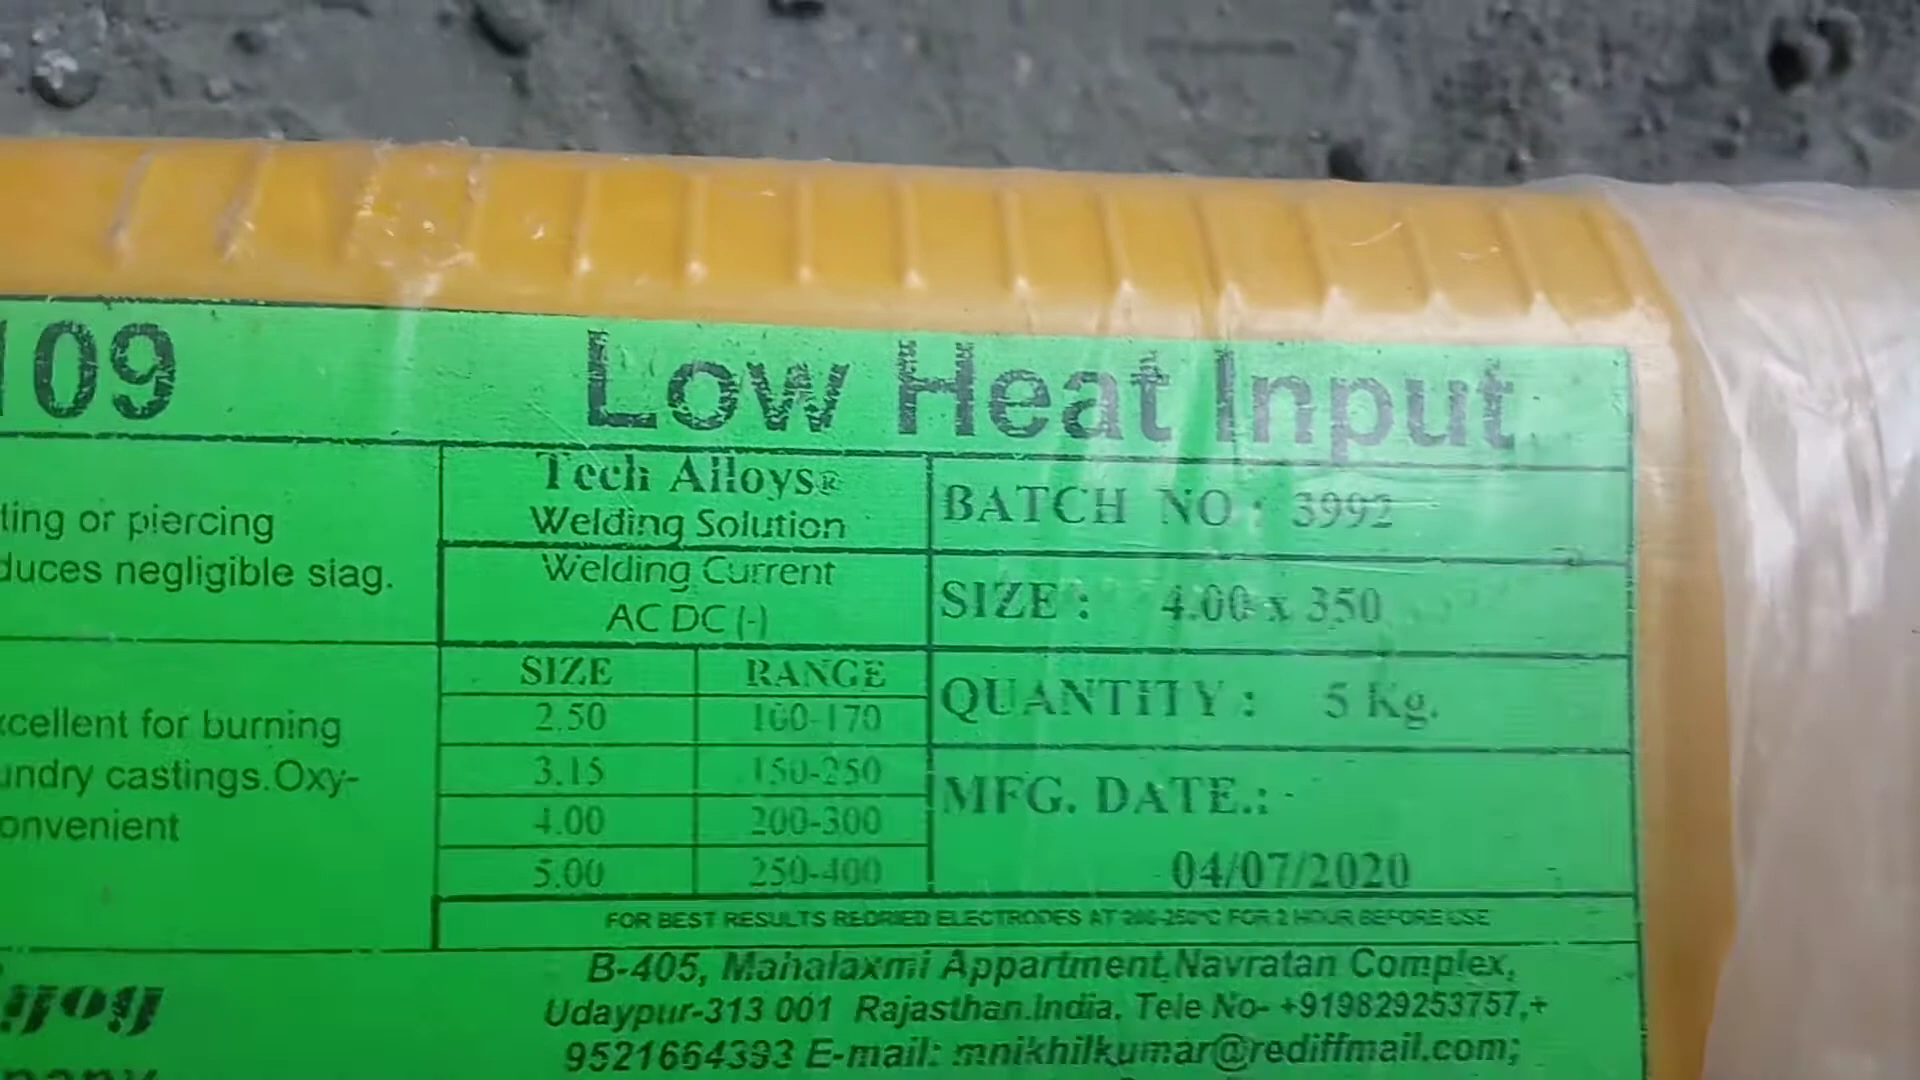 109 Low Heat Input
Tech Alloys®
Welding Solution
BATCH NO : 3992
ting or piercing
duces negligible slag.
Welding Current
AC DC (-)
SIZE : 4.00 x 350
SIZE RANGE
2.50 100-170
3.15 150-250
4.00 200-300
5.00 250-400
QUANTITY : 5 Kg.
MFG. DATE.: -
04/07/2020
xcellent for burning
undry castings.Oxy-
onvenient
FOR BEST RESULTS REDRIED ELECTRODES AT FOR 2 HOUR BEFORE USE
B-405, Mahalaxmi Appartment,Navratan Complex,
Udaypur-313 001 Rajasthan.India, Tele No- +919829253757,+
9521664393 E-mail: mnikhilkumar@rediffmail.com;